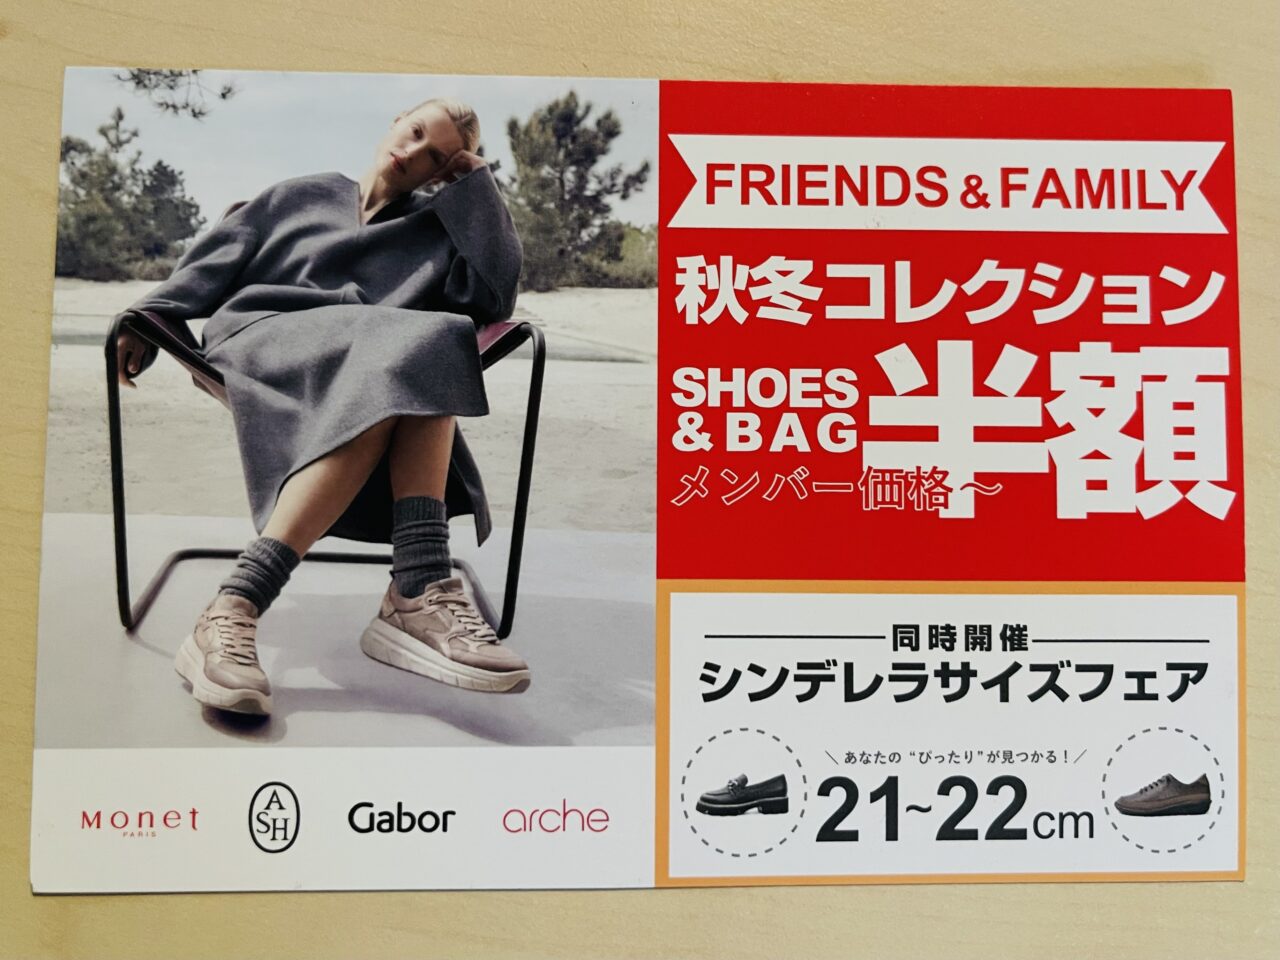 FRIENDS & FAMILY
秋冬コレクション
SHOES
& BAG
半額
メンバー価格～
同時開催
シンデレラサイズフェア
＼ あなたの “ぴったり”が見つかる！ ／
21~22cm
Monet
PARIS
A
SH
Gabor
arche